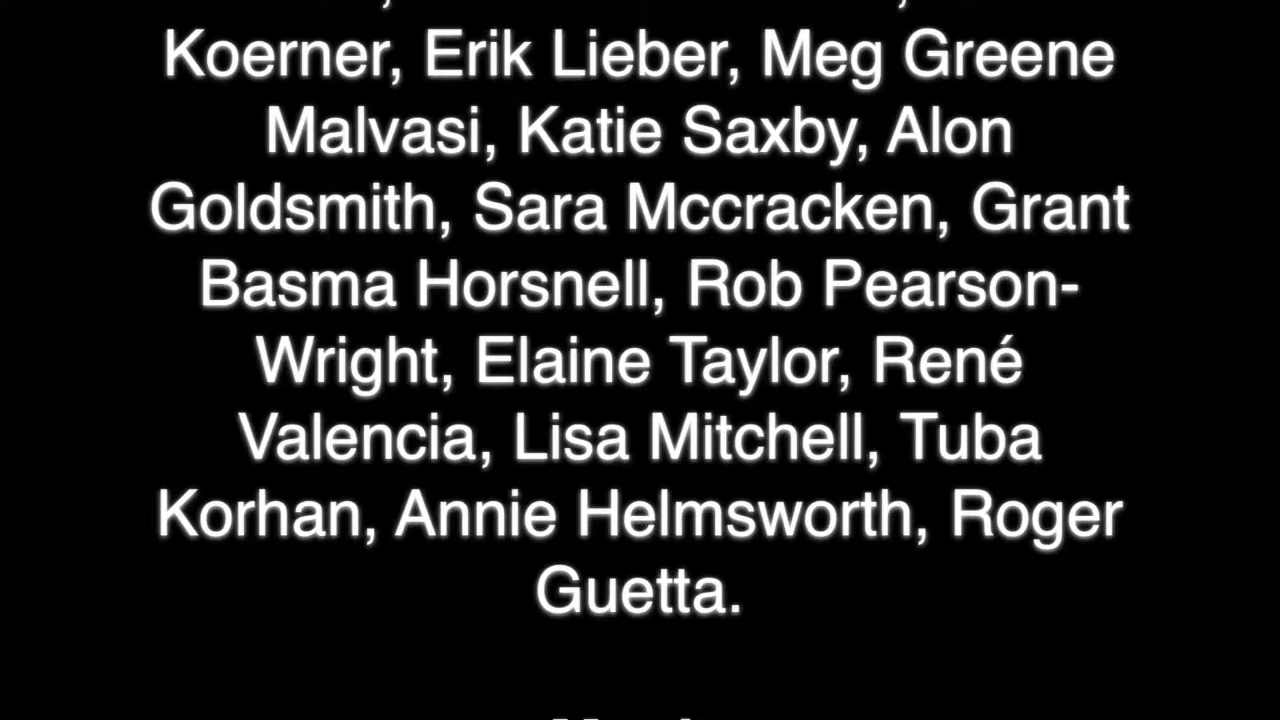 Koerner, Erik Lieber, Meg Greene
Malvasi, Katie Saxby, Alon
Goldsmith, Sara Mccracken, Grant
Basma Horsnell, Rob Pearson-
Wright, Elaine Taylor, René
Valencia, Lisa Mitchell, Tuba
Korhan, Annie Helmsworth, Roger
Guetta.